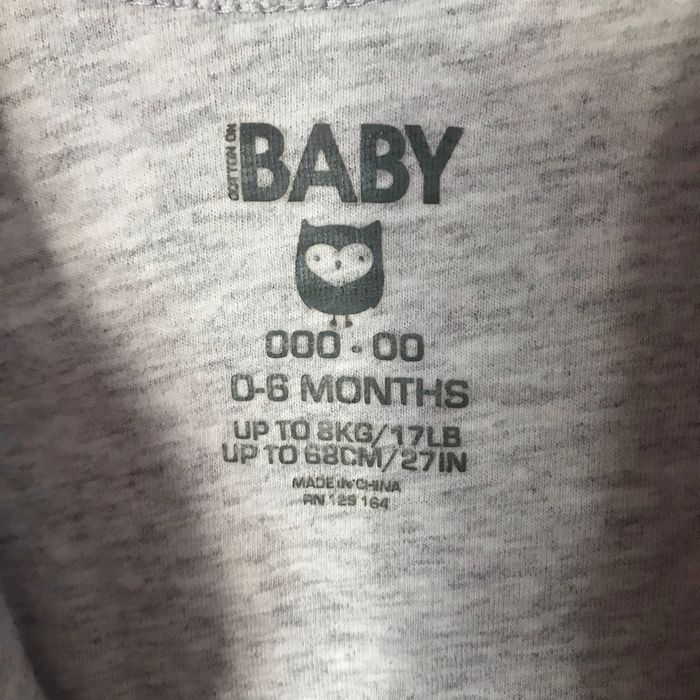 COTTON ON
BABY
000 - 00
0-6 MONTHS
UP TO 8KG/17LB
UP TO 68CM/27IN
MADE IN CHINA
RN 129 164